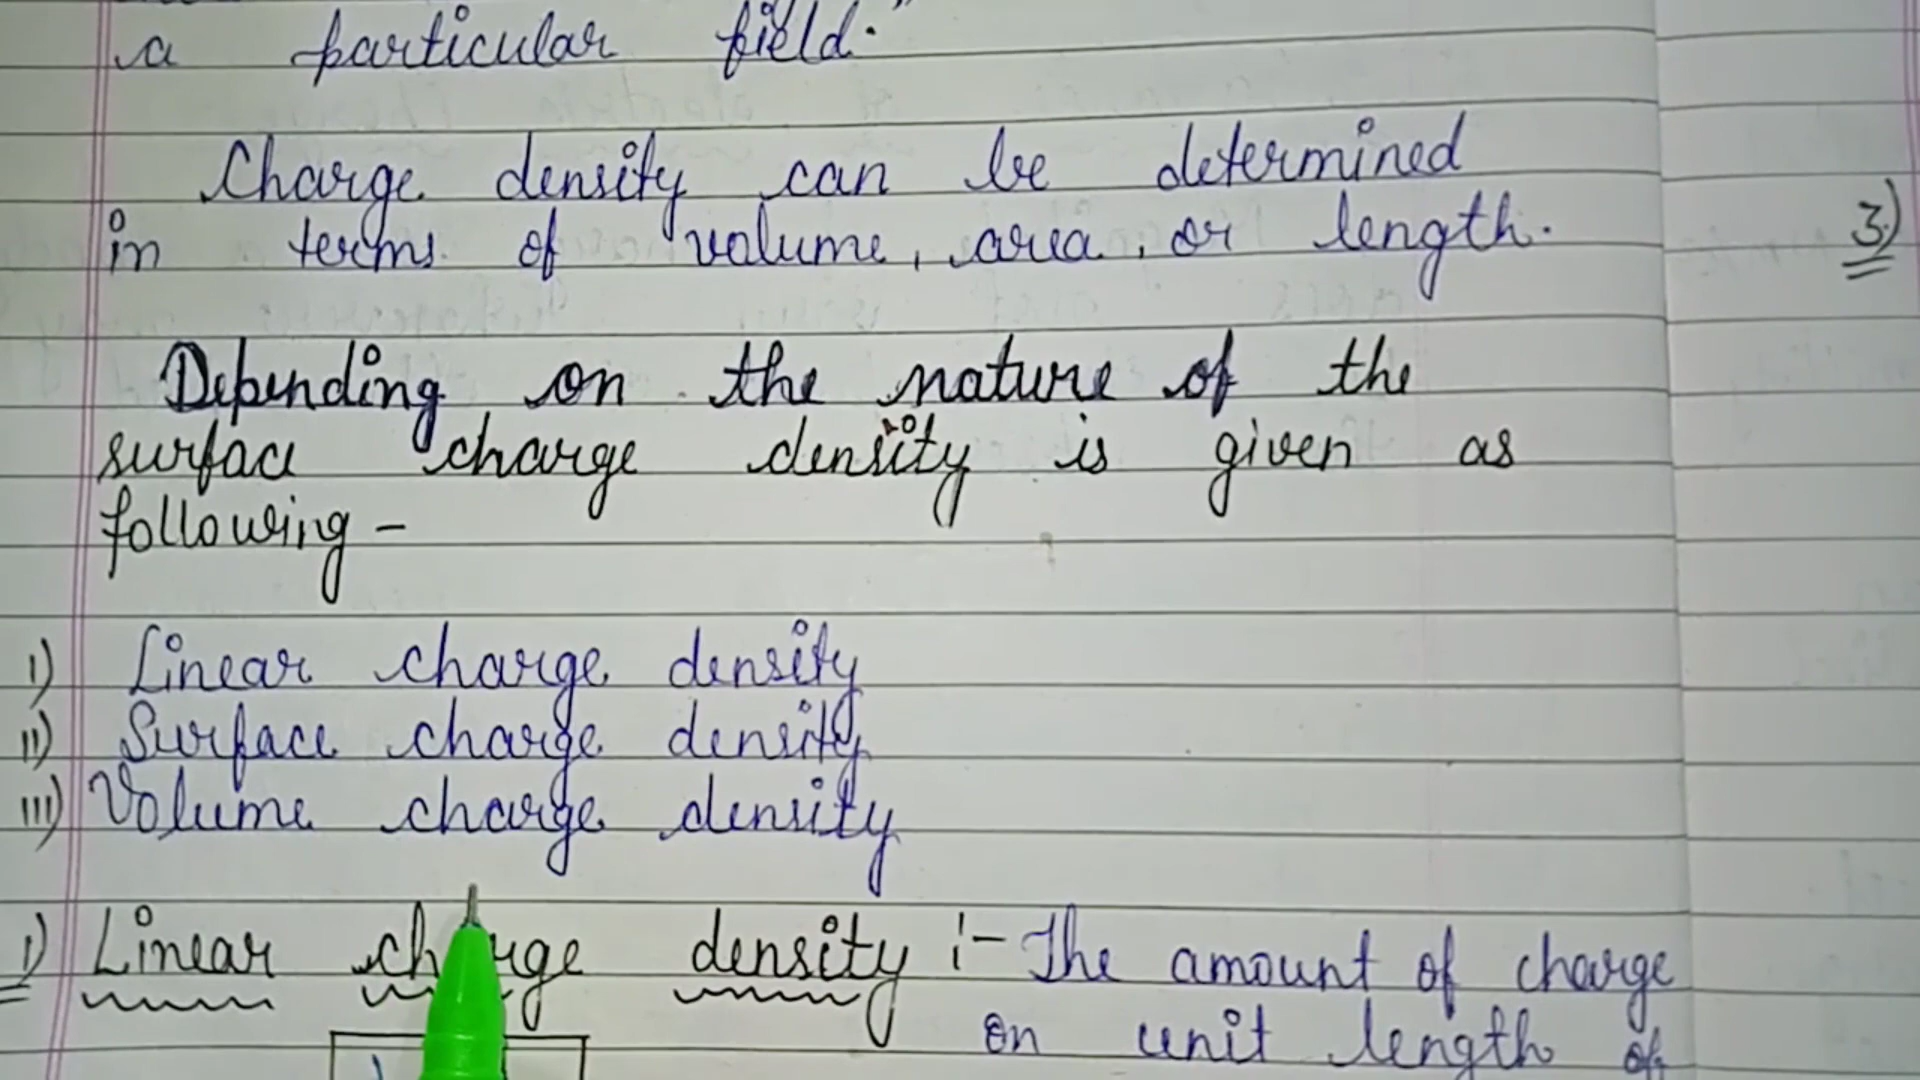 a particular field."
Charge density can be determined
in terms of volume, area, or length.
3)
Depending on the nature of the
surface charge density is given as
following -
i) Linear charge density
ii) Surface charge density
iii) Volume charge density
1) Linear charge density :- The amount of charge
on unit length of